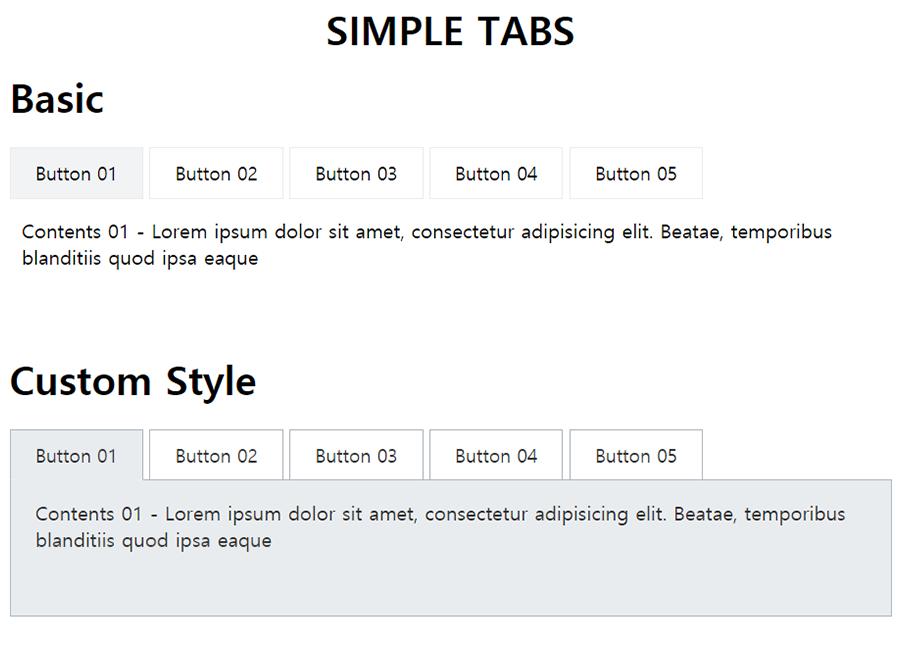 SIMPLE TABS
Basic
Button 01 Button 02 Button 03 Button 04 Button 05
Contents 01 - Lorem ipsum dolor sit amet, consectetur adipisicing elit. Beatae, temporibus
blanditiis quod ipsa eaque
Custom Style
Button 01 Button 02 Button 03 Button 04 Button 05
Contents 01 - Lorem ipsum dolor sit amet, consectetur adipisicing elit. Beatae, temporibus
blanditiis quod ipsa eaque